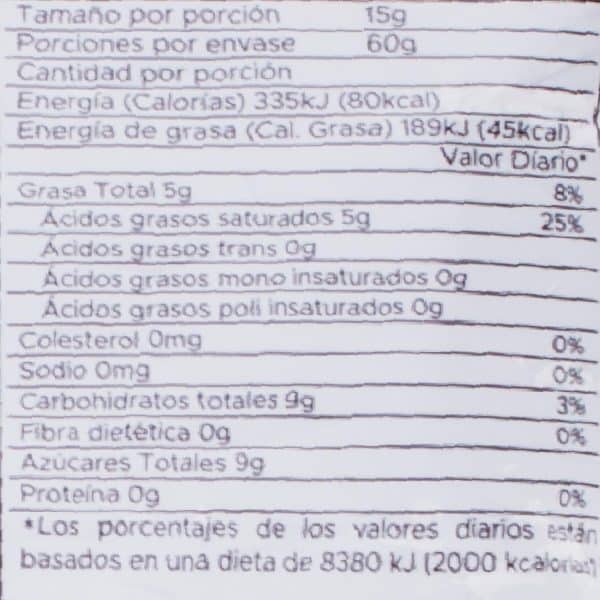 Tamaño por porción 15g
Porciones por envase 60g
Cantidad por porción
Energía (Calorías) 335kJ (80kcal)
Energía de grasa (Cal. Grasa) 189kJ (45kcal)
Valor Diario*
Grasa Total 5g 8%
Ácidos grasos saturados 5g 25%
Ácidos grasos trans 0g
Ácidos grasos mono insaturados 0g
Ácidos grasos poli insaturados 0g
Colesterol 0mg 0%
Sodio 0mg 0%
Carbohidratos totales 9g 3%
Fibra dietética 0g 0%
Azúcares Totales 9g
Proteína 0g 0%
*Los porcentajes de los valores diarios están
basados en una dieta de 8380 kJ (2000 kcalorias)